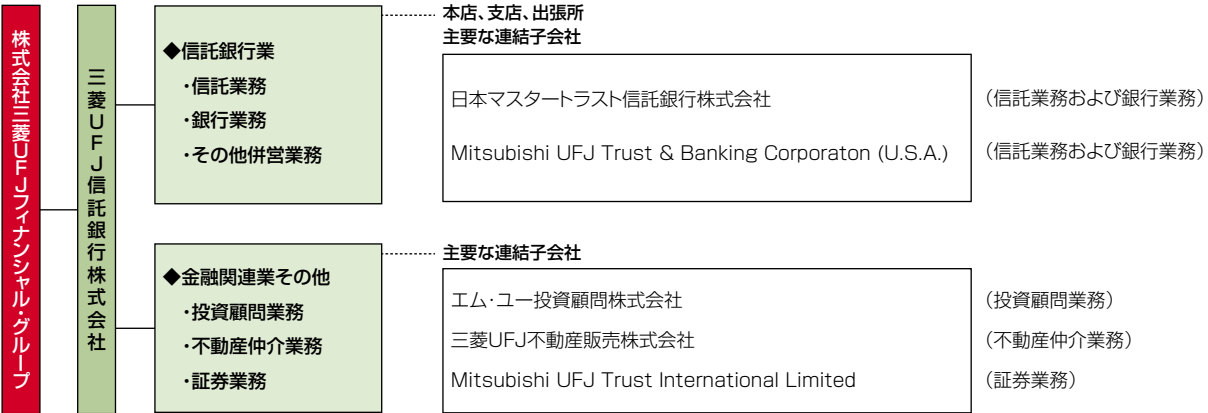 株式会社三菱UFJフィナンシャル・グループ
三菱UFJ信託銀行株式会社
◆信託銀行業
・信託業務
・銀行業務
・その他併営業務
本店、支店、出張所
主要な連結子会社
日本マスタートラスト信託銀行株式会社 (信託業務および銀行業務)
Mitsubishi UFJ Trust & Banking Corporaton (U.S.A.) (信託業務および銀行業務)
◆金融関連業その他
・投資顧問業務
・不動産仲介業務
・証券業務
主要な連結子会社
エム・ユー投資顧問株式会社 (投資顧問業務)
三菱UFJ不動産販売株式会社 (不動産仲介業務)
Mitsubishi UFJ Trust International Limited (証券業務)